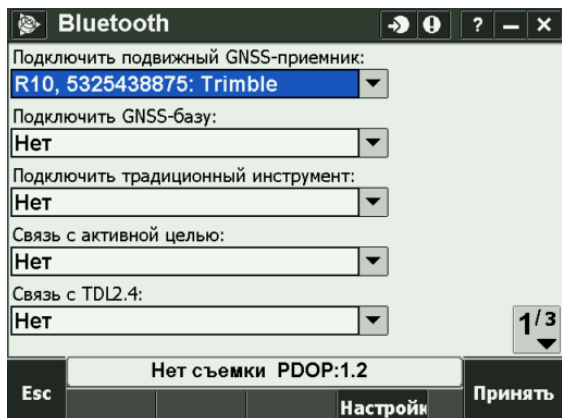 Bluetooth
? — ×
Подключить подвижный GNSS-приемник:
R10, 5325438875: Trimble
Подключить GNSS-базу:
Нет
Подключить традиционный инструмент:
Нет
Связь с активной целью:
Нет
Связь с TDL2.4:
Нет
1/3
Нет съемки PDOP:1.2
Esc
Настройк
Принять